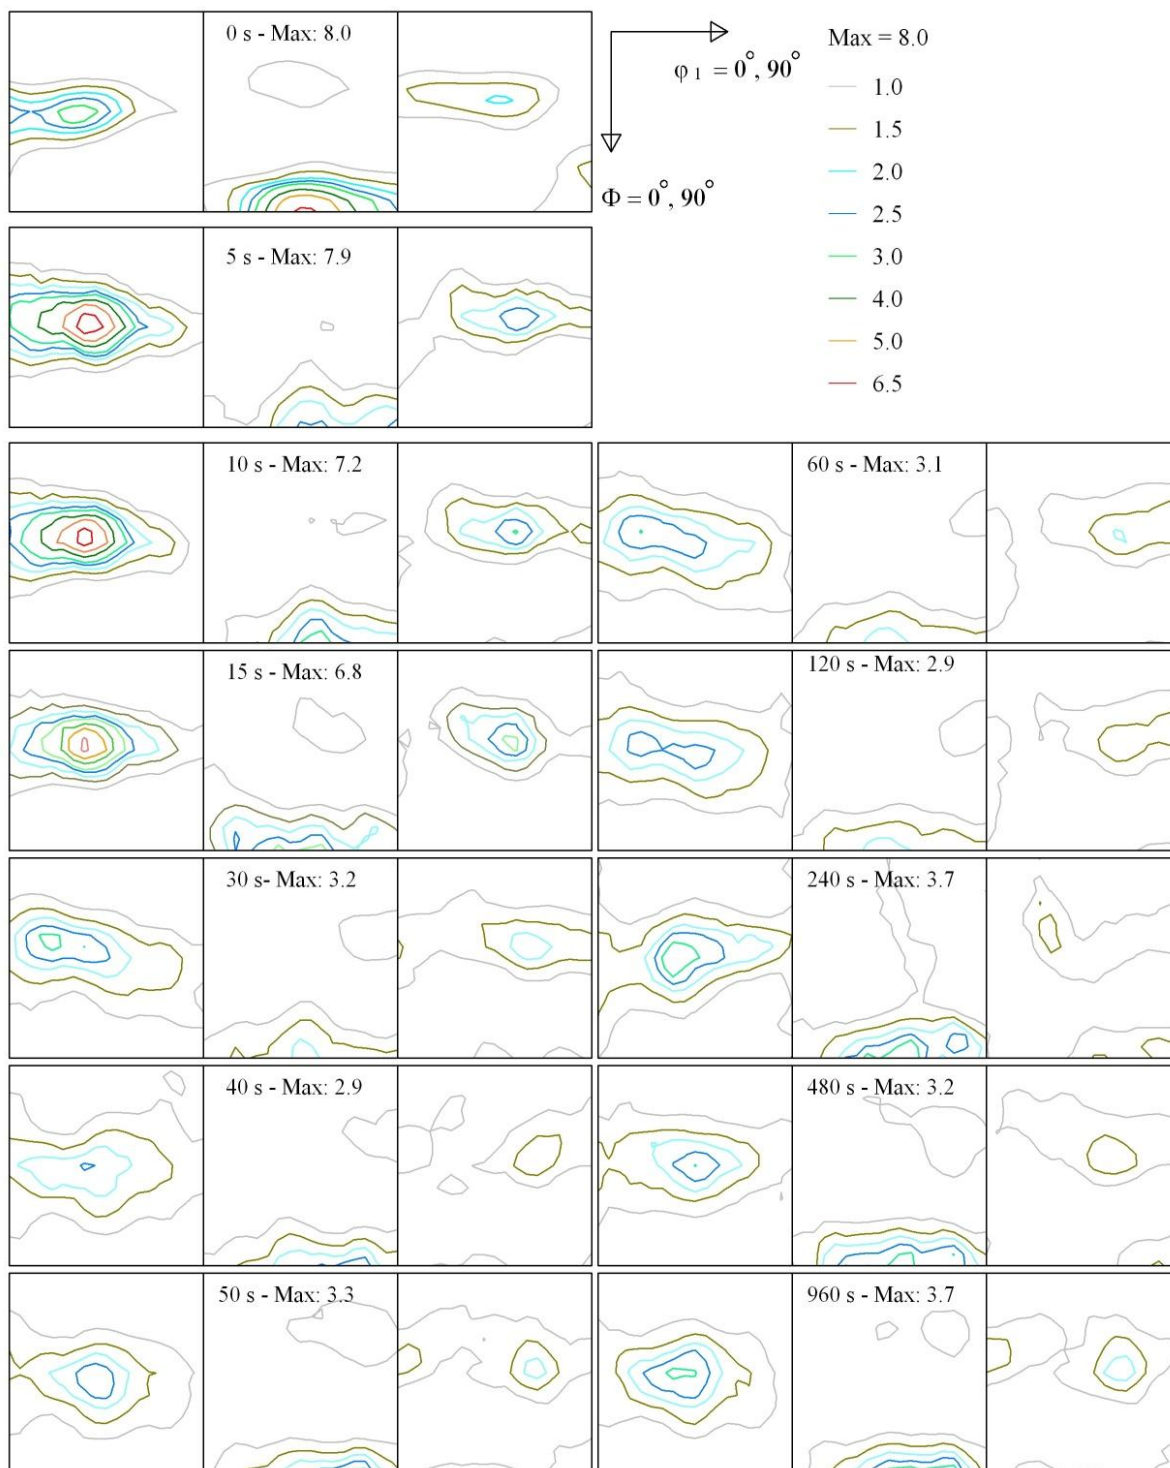 0 s - Max: 8.0
φ 1 = 0°, 90°
Φ = 0°, 90°
Max = 8.0
1.0
1.5
2.0
2.5
3.0
4.0
5.0
6.5
5 s - Max: 7.9
10 s - Max: 7.2
60 s - Max: 3.1
15 s - Max: 6.8
120 s - Max: 2.9
30 s- Max: 3.2
240 s - Max: 3.7
40 s - Max: 2.9
480 s - Max: 3.2
50 s - Max: 3.3
960 s - Max: 3.7